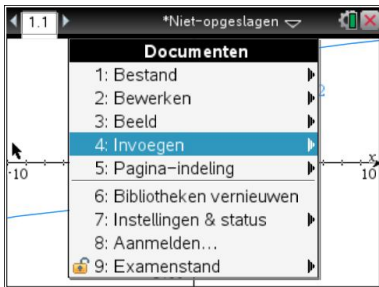 1.1 *Niet-opgeslagen
Documenten
1: Bestand
2: Bewerken
3: Beeld
4: Invoegen
5: Pagina-indeling
6: Bibliotheken vernieuwen
7: Instellingen & status
8: Aanmelden...
9: Examenstand
2
x
-10
10